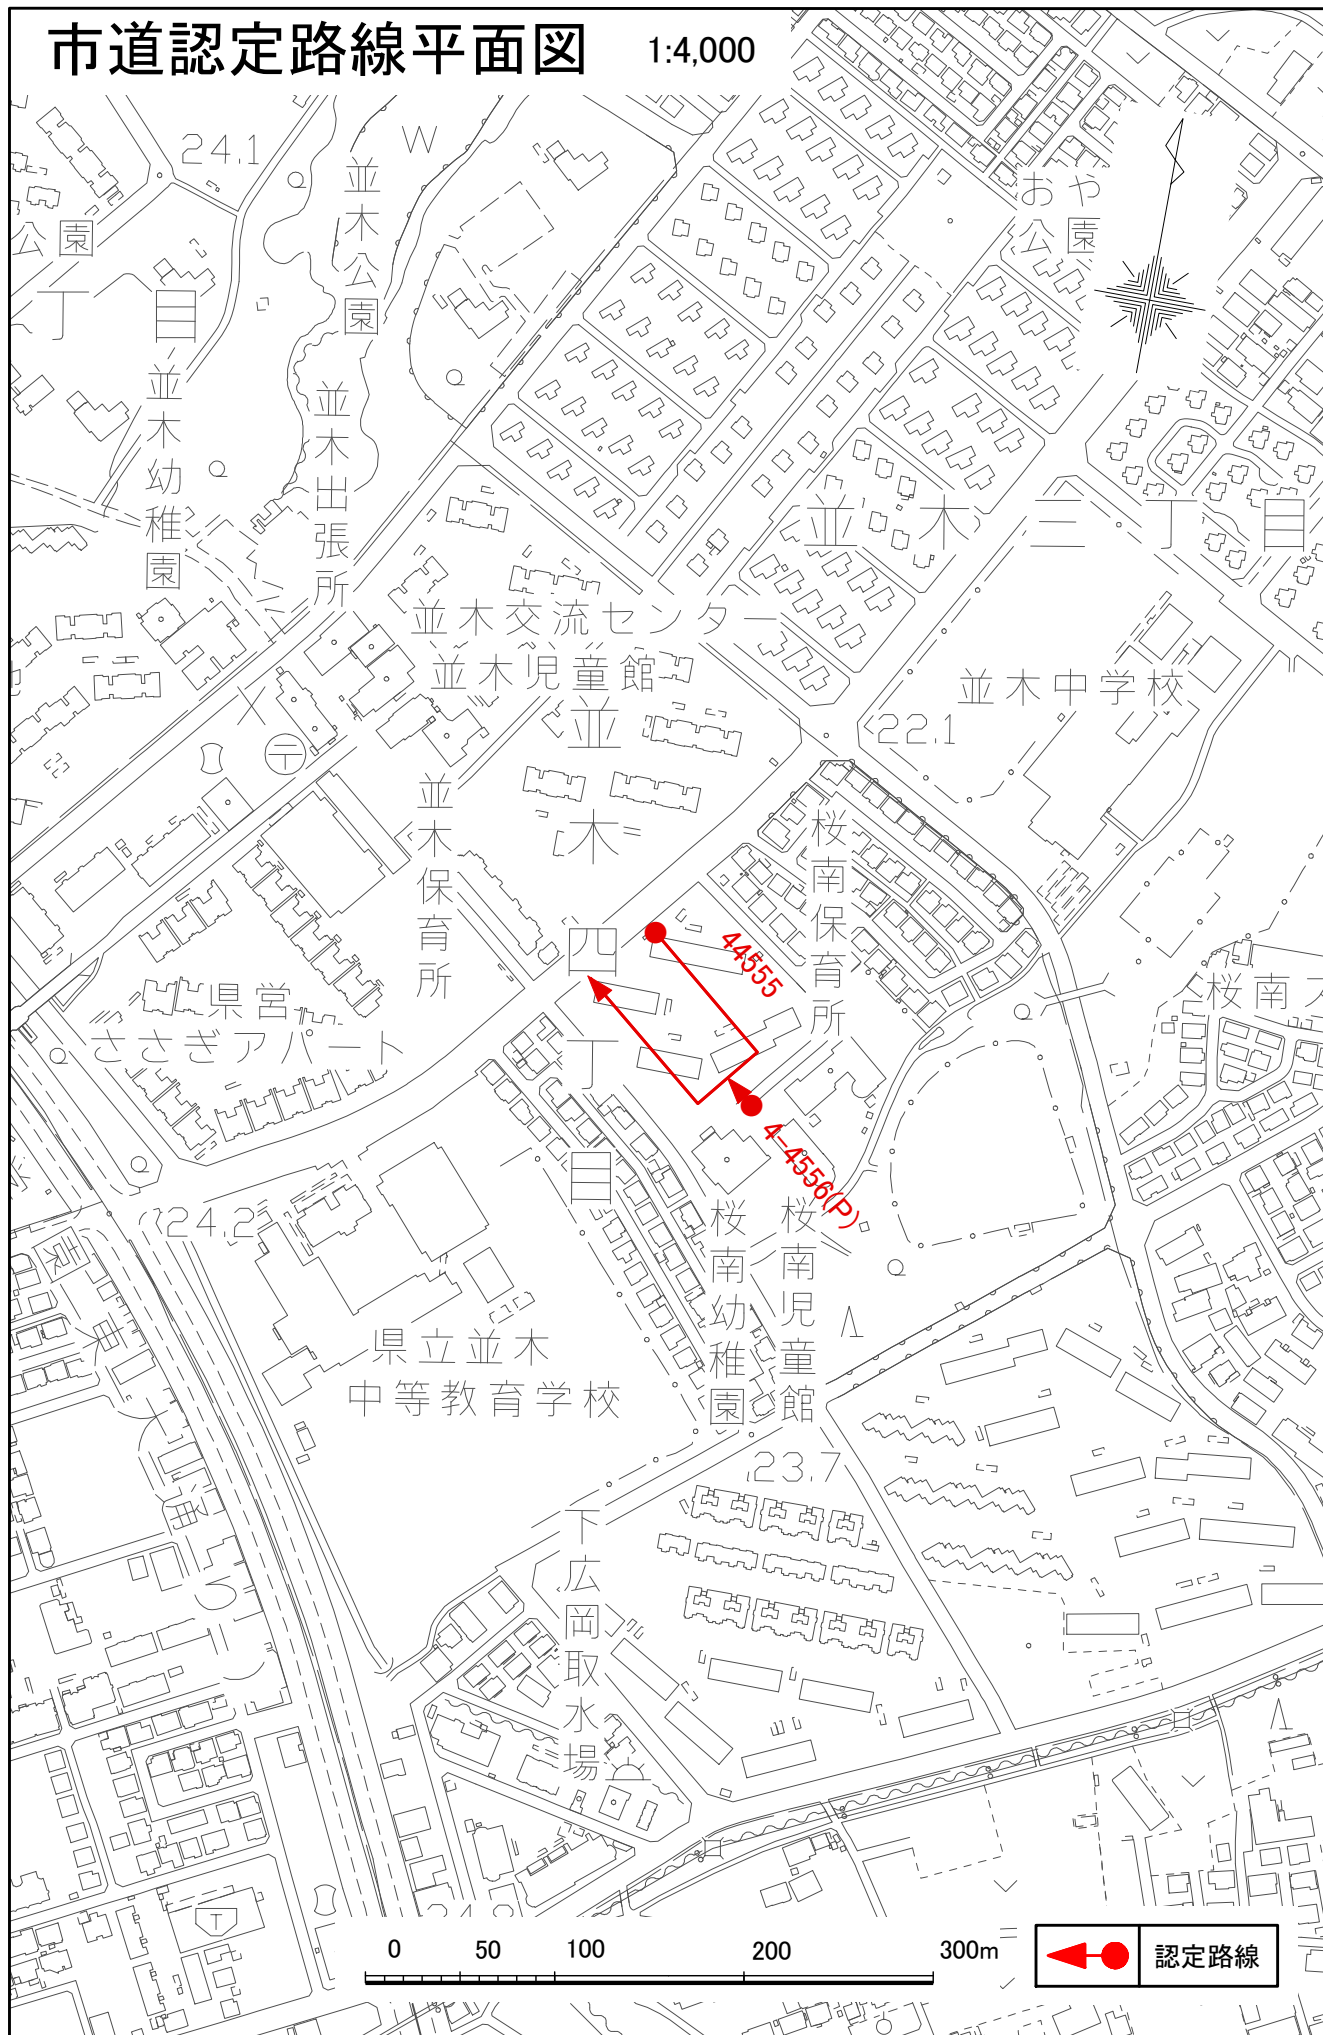 市道認定路線平面図 1:4,000
24.1
並木公園
おや公園
公園
丁目
並木幼稚園
並木出張所
並木三丁目
並木交流センター
並木児童館
並木中学校
22.1
並木四丁目
並木保育所
桜南保育所
44555
県営
ささぎアパート
桜南
4-4556(P)
24.2
桜南幼稚園
桜南児童館
県立並木
中等教育学校
23.7
下広岡取水場
0 50 100 200 300m
認定路線